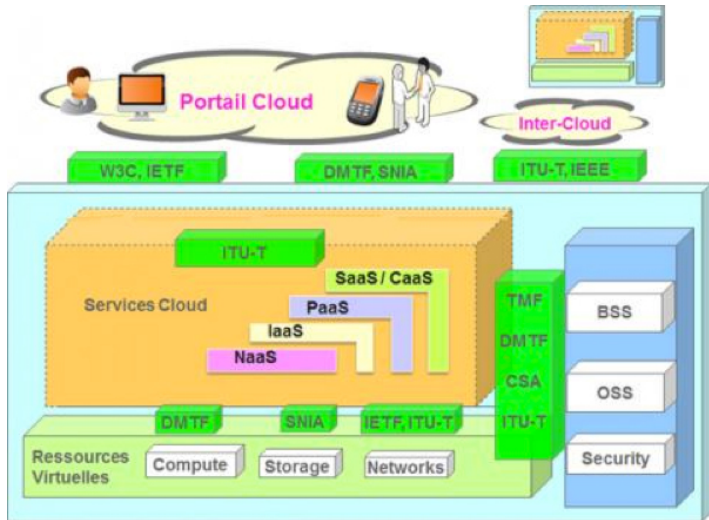 Portail Cloud
Inter-Cloud
W3C, IETF
DMTF, SNIA
ITU-T, IEEE
ITU-T
SaaS / CaaS
Services Cloud
PaaS
IaaS
NaaS
TMF
DMTF
CSA
ITU-T
BSS
OSS
Security
DMTF
SNIA
IETF, ITU-T
Ressources
Virtuelles
Compute
Storage
Networks